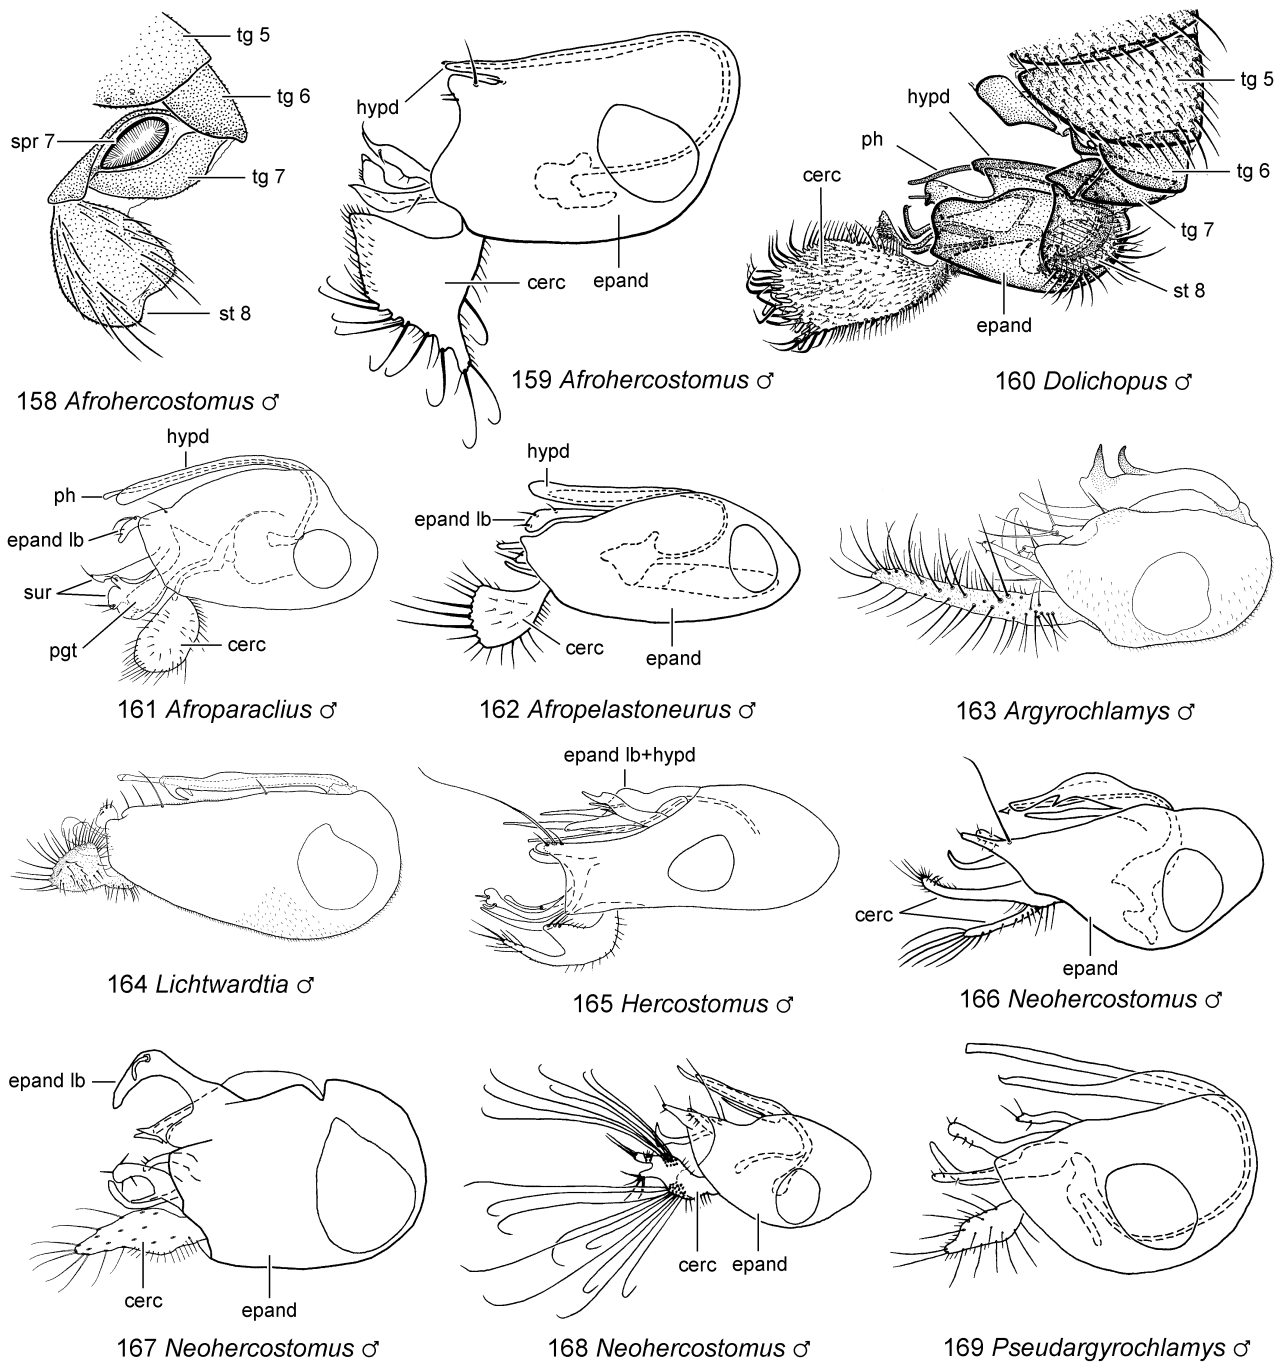 tg 5
tg 6
spr 7
tg 7
st 8
158 Afrohercostomus ♂
hypd
cerc
epand
159 Afrohercostomus ♂
tg 5
hypd
ph
tg 6
cerc
tg 7
st 8
epand
160 Dolichopus ♂
hypd
ph
epand lb
sur
pgt
cerc
161 Afroparaclius ♂
hypd
epand lb
cerc
epand
162 Afropelastoneurus ♂
163 Argyrochlamys ♂
164 Lichtwardtia ♂
epand lb+hypd
165 Hercostomus ♂
cerc
epand
166 Neohercostomus ♂
epand lb
cerc
epand
167 Neohercostomus ♂
cerc
epand
168 Neohercostomus ♂
169 Pseudargyrochlamys ♂